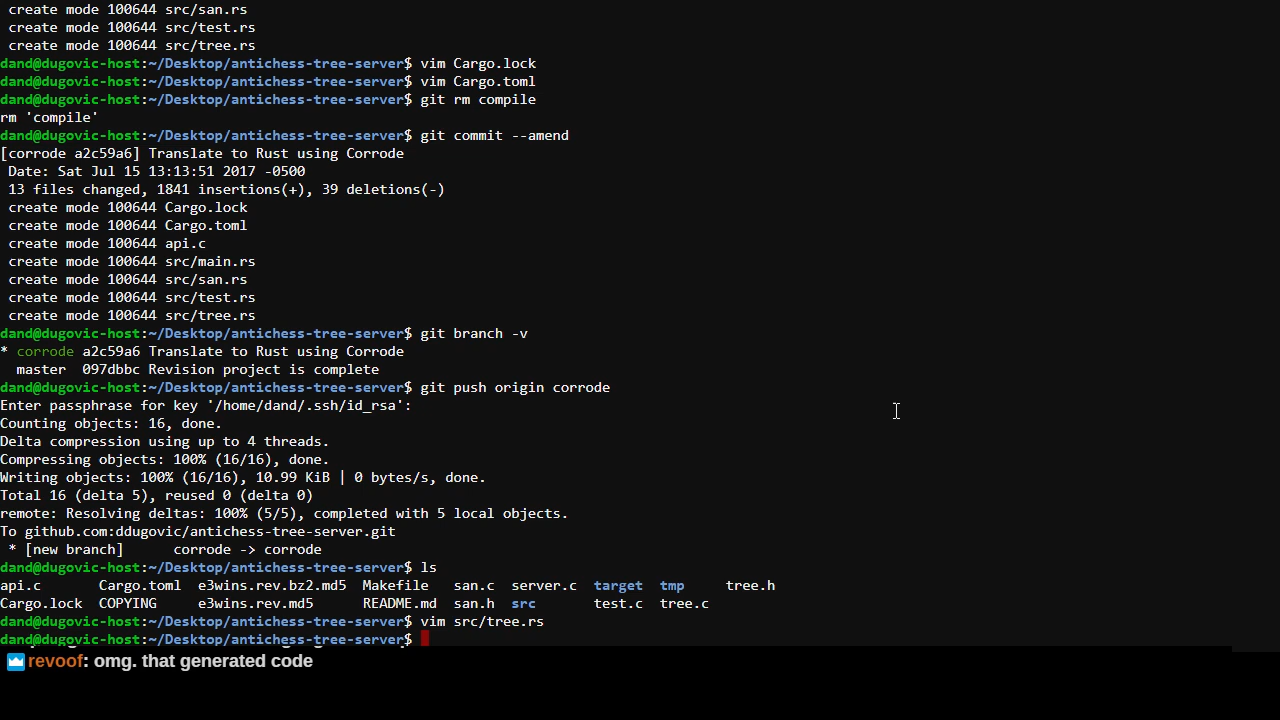 create mode 100644 src/san.rs
create mode 100644 src/test.rs
create mode 100644 src/tree.rs
dand@dugovic-host:~/Desktop/antichess-tree-server$ vim Cargo.lock
dand@dugovic-host:~/Desktop/antichess-tree-server$ vim Cargo.toml
dand@dugovic-host:~/Desktop/antichess-tree-server$ git rm compile
rm 'compile'
dand@dugovic-host:~/Desktop/antichess-tree-server$ git commit --amend
[corrode a2c59a6] Translate to Rust using Corrode
Date: Sat Jul 15 13:13:51 2017 -0500
13 files changed, 1841 insertions(+), 39 deletions(-)
create mode 100644 Cargo.lock
create mode 100644 Cargo.toml
create mode 100644 api.c
create mode 100644 src/main.rs
create mode 100644 src/san.rs
create mode 100644 src/test.rs
create mode 100644 src/tree.rs
dand@dugovic-host:~/Desktop/antichess-tree-server$ git branch -v
* corrode a2c59a6 Translate to Rust using Corrode
master  097dbbc Revision project is complete
dand@dugovic-host:~/Desktop/antichess-tree-server$ git push origin corrode
Enter passphrase for key '/home/dand/.ssh/id_rsa':
Counting objects: 16, done.
Delta compression using up to 4 threads.
Compressing objects: 100% (16/16), done.
Writing objects: 100% (16/16), 10.99 KiB | 0 bytes/s, done.
Total 16 (delta 5), reused 0 (delta 0)
remote: Resolving deltas: 100% (5/5), completed with 5 local objects.
To github.com:ddugovic/antichess-tree-server.git
* [new branch]      corrode -> corrode
dand@dugovic-host:~/Desktop/antichess-tree-server$ ls
api.c       Cargo.toml  e3wins.rev.bz2.md5  Makefile   san.c  server.c  target  tmp     tree.h
Cargo.lock  COPYING     e3wins.rev.md5      README.md  san.h  src       test.c  tree.c
dand@dugovic-host:~/Desktop/antichess-tree-server$ vim src/tree.rs
dand@dugovic-host:~/Desktop/antichess-tree-server$
revoof: omg. that generated code